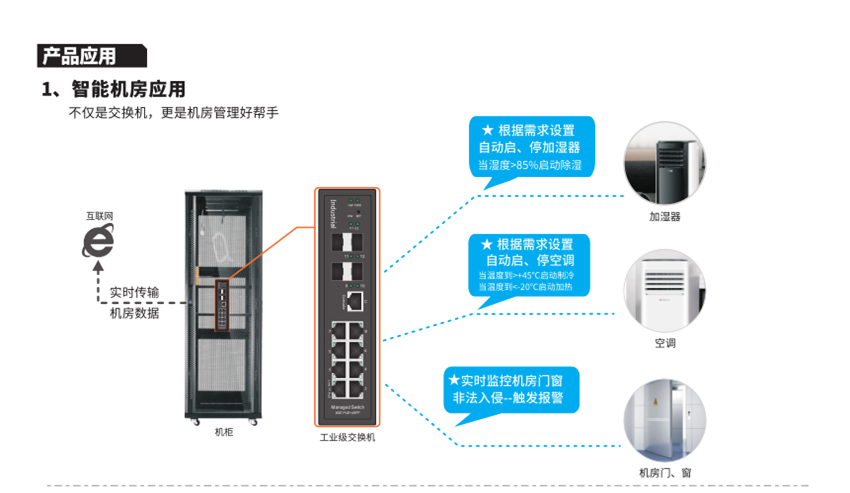 产品应用
1、智能机房应用
不仅是交换机，更是机房管理好帮手
★ 根据需求设置
自动启、停加湿器
当湿度>85%启动除湿
加湿器
互联网
实时传输
机房数据
机柜
Industrial
Managed Switch
工业级交换机
★ 根据需求设置
自动启、停空调
当温度到>+45℃启动制冷
当温度到<-20℃启动加热
空调
★实时监控机房门窗
非法入侵--触发报警
机房门、窗